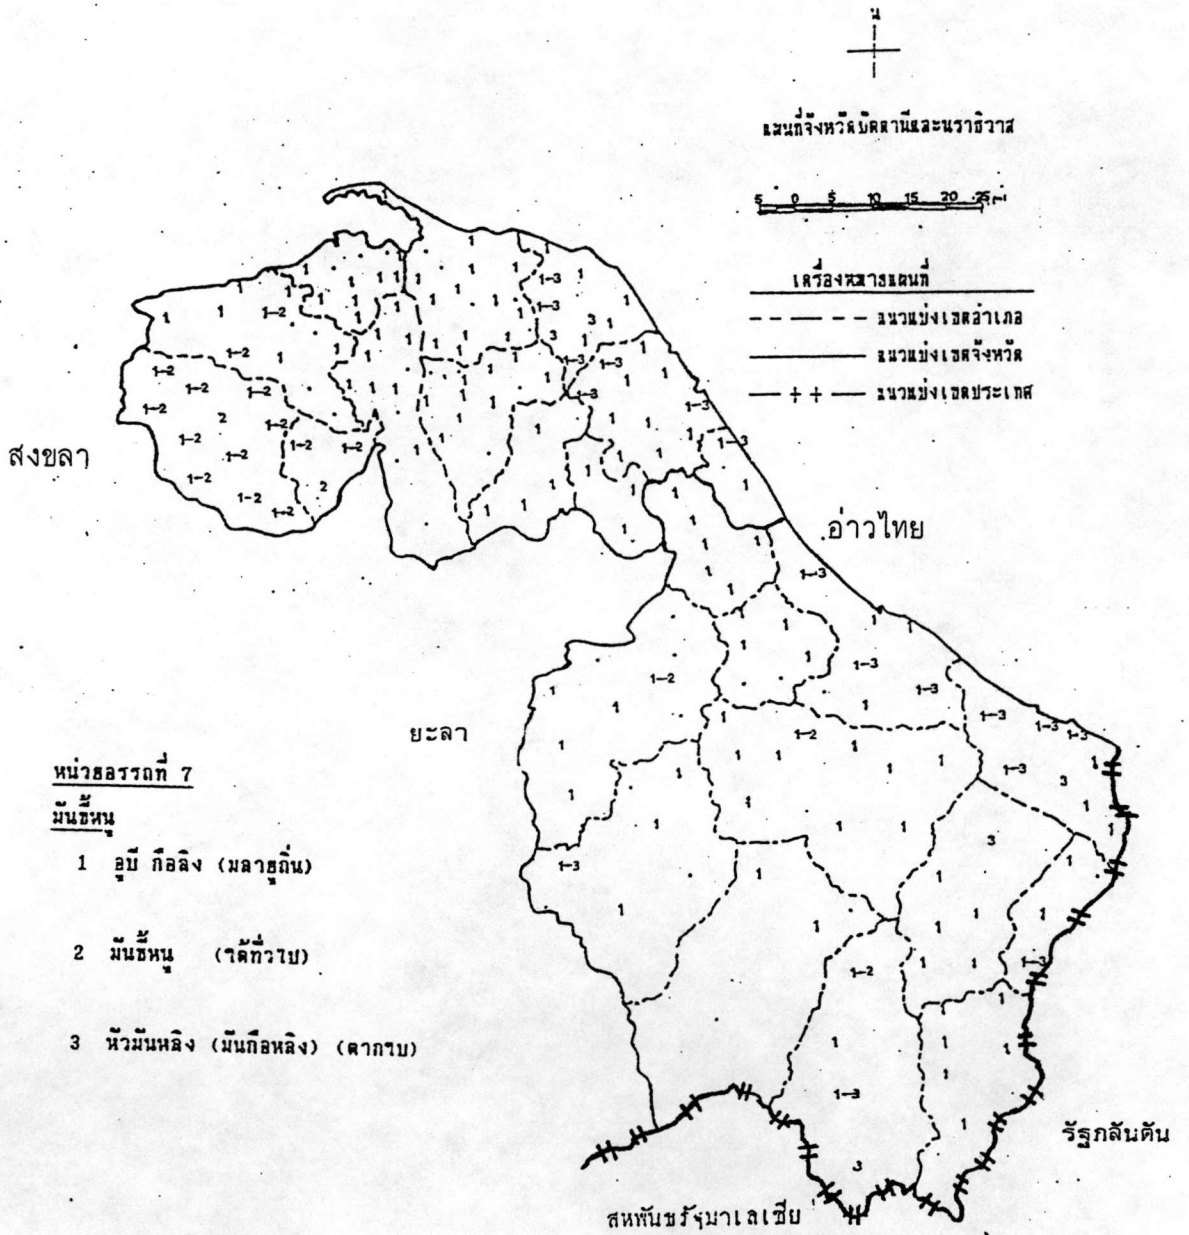 น
แผนที่จังหวัดปัตตานีและนราธิวาส
5 0 5 10 15 20 25
เครื่องหมายแผนที่
แนวแบ่งเขตอำเภอ
แนวแบ่งเขตจังหวัด
แนวแบ่งเขตประเทศ
สงขลา
อ่าวไทย
ยะลา
หน่วยอรรถที่ 7
มันขี้หนู
1 อูบี กือลิง (มลายูถิ่น)
2 มันขี้หนู (ใต้ทั่วไป)
3 หัวมันหลิง (มันกือหลิง) (ตากใบ)
รัฐกลันตัน
สหพันธรัฐมาเลเซีย